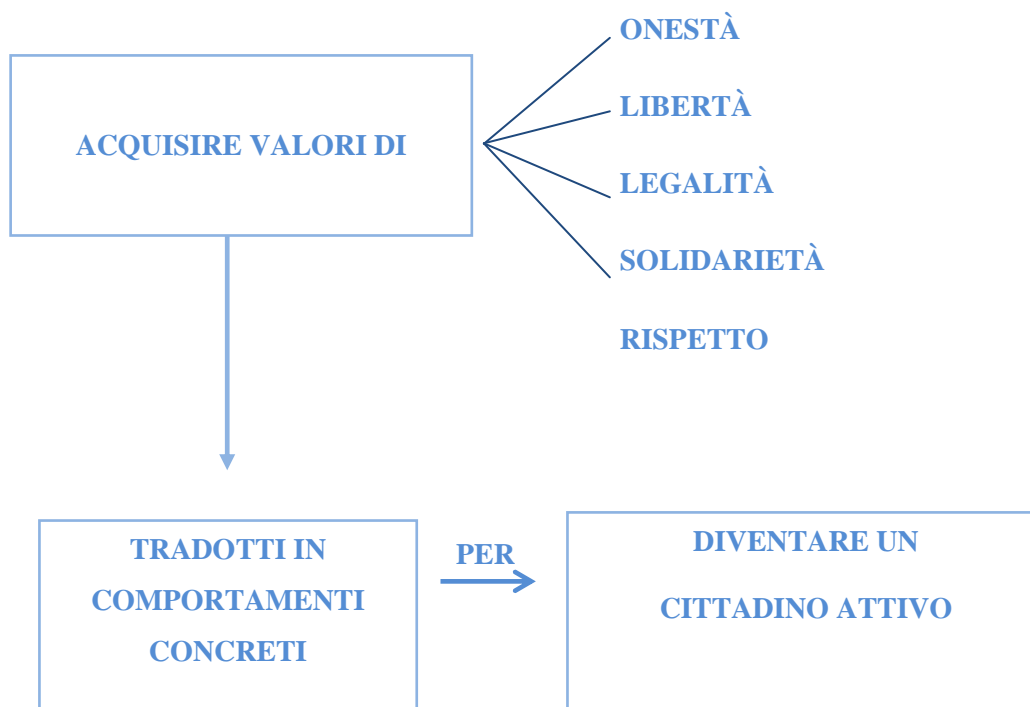 ONESTÀ
LIBERTÀ
ACQUISIRE VALORI DI
LEGALITÀ
SOLIDARIETÀ
RISPETTO
TRADOTTI IN
COMPORTAMENTI
CONCRETI
PER
DIVENTARE UN
CITTADINO ATTIVO